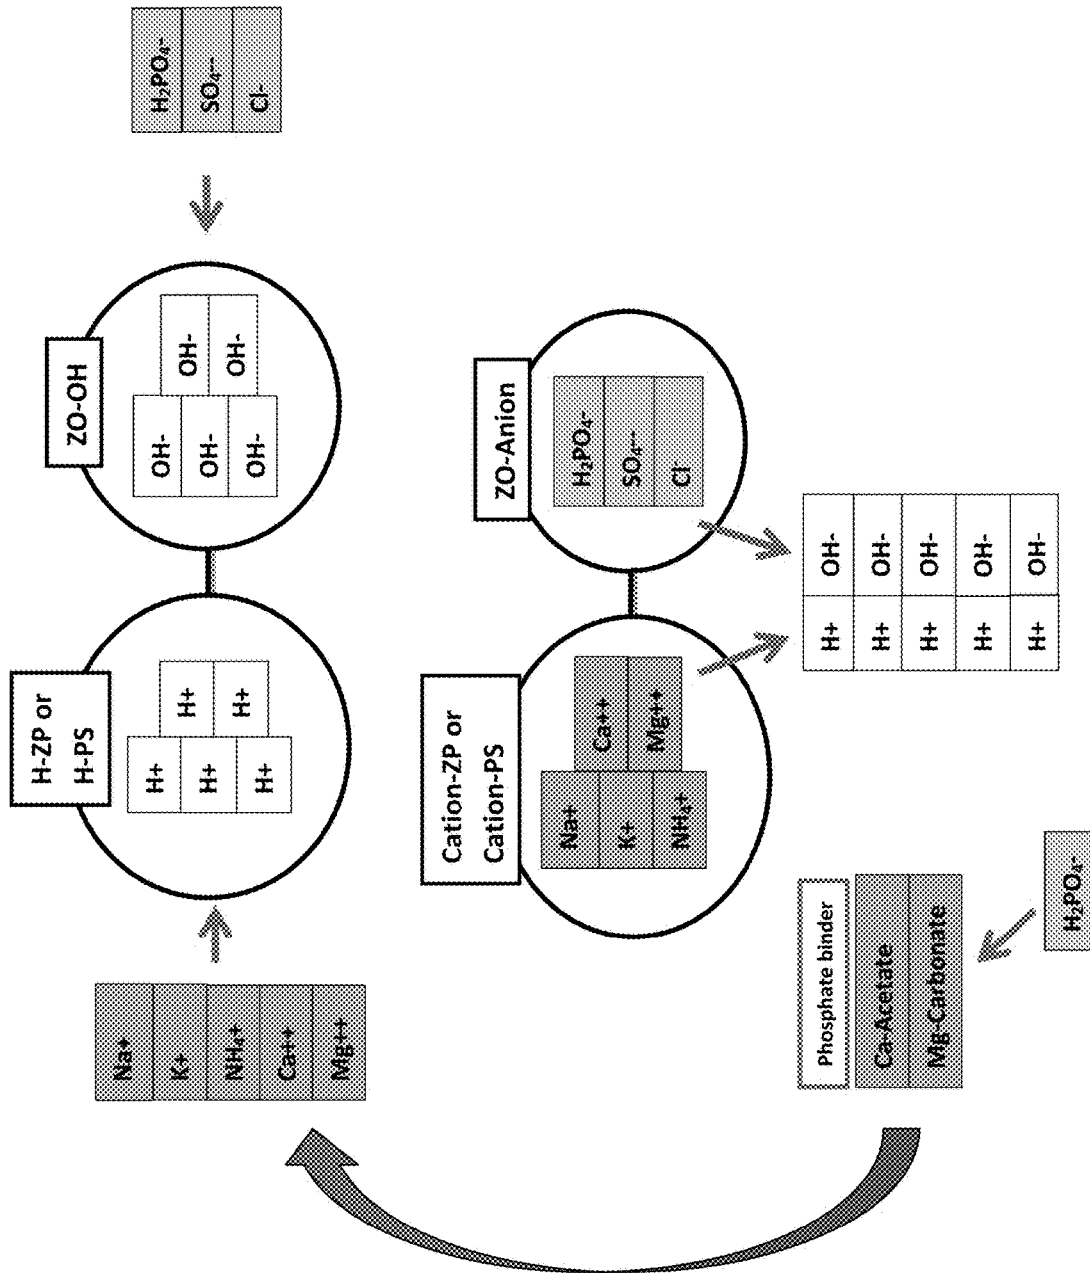 Na+
K+
NH₄+
Ca++
Mg++
H-ZP or
H-PS
H+
H+
H+
H+
H+
ZO-OH
OH-
OH-
OH-
OH-
OH-
H₂PO₄-
SO₄--
Cl-
Cation-ZP or
Cation-PS
Na+
K+
NH₄+
Ca++
Mg++
ZO-Anion
H₂PO₄-
SO₄--
Cl
Phosphate binder
Ca-Acetate
Mg-Carbonate
H₂PO₄-
H+ OH-
H+ OH-
H+ OH-
H+ OH-
H+ OH-